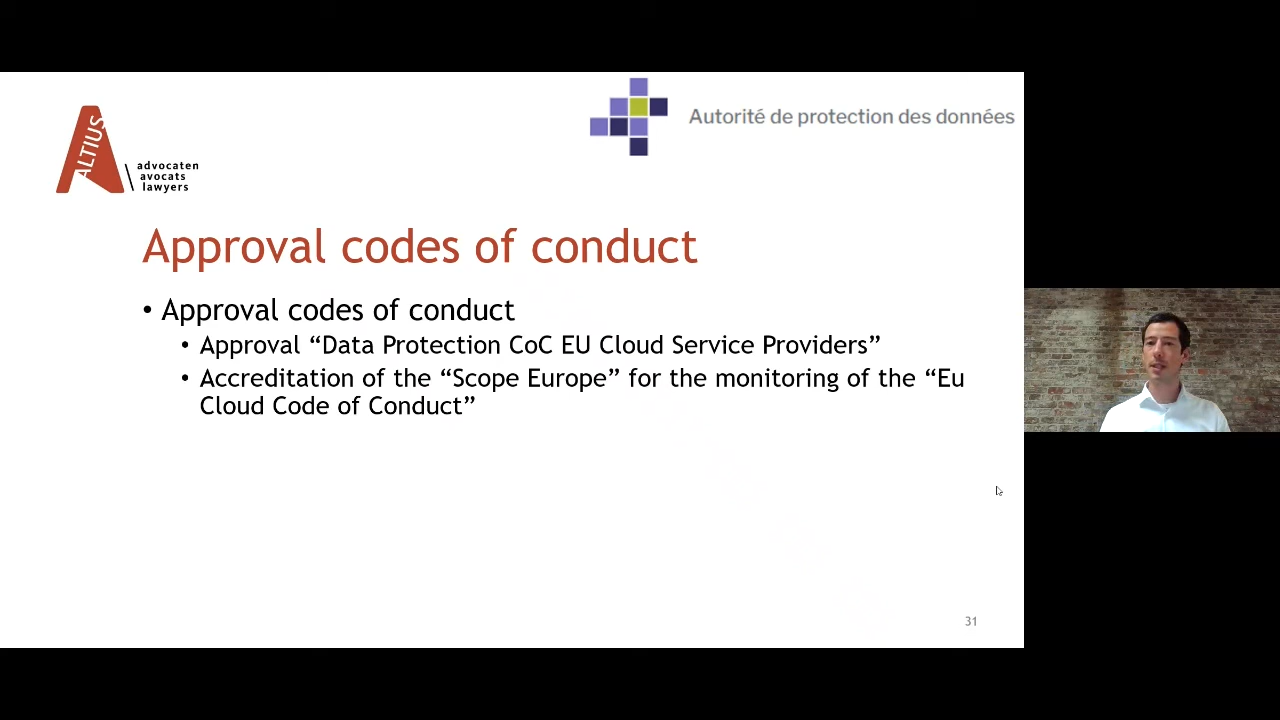 ALTIUS
advocaten
avocats
lawyers
Autorité de protection des données
Approval codes of conduct
• Approval codes of conduct
• Approval “Data Protection CoC EU Cloud Service Providers”
• Accreditation of the “Scope Europe” for the monitoring of the “Eu
Cloud Code of Conduct”
31